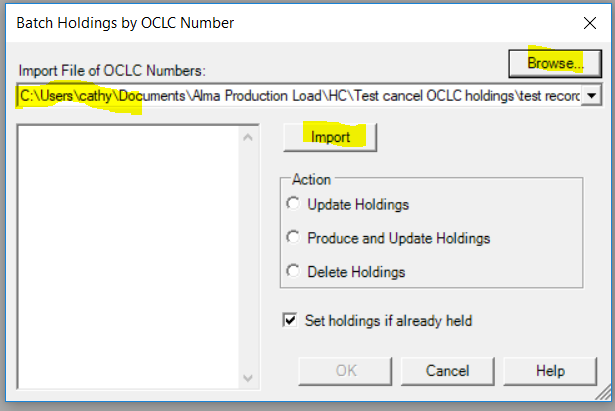 Batch Holdings by OCLC Number
Browse...
Import File of OCLC Numbers:
C:\Users\cathy\Documents\Alma Production Load\HC\Test cancel OCLC holdings\test record
Import
Action
Update Holdings
Produce and Update Holdings
Delete Holdings
Set holdings if already held
OK Cancel Help